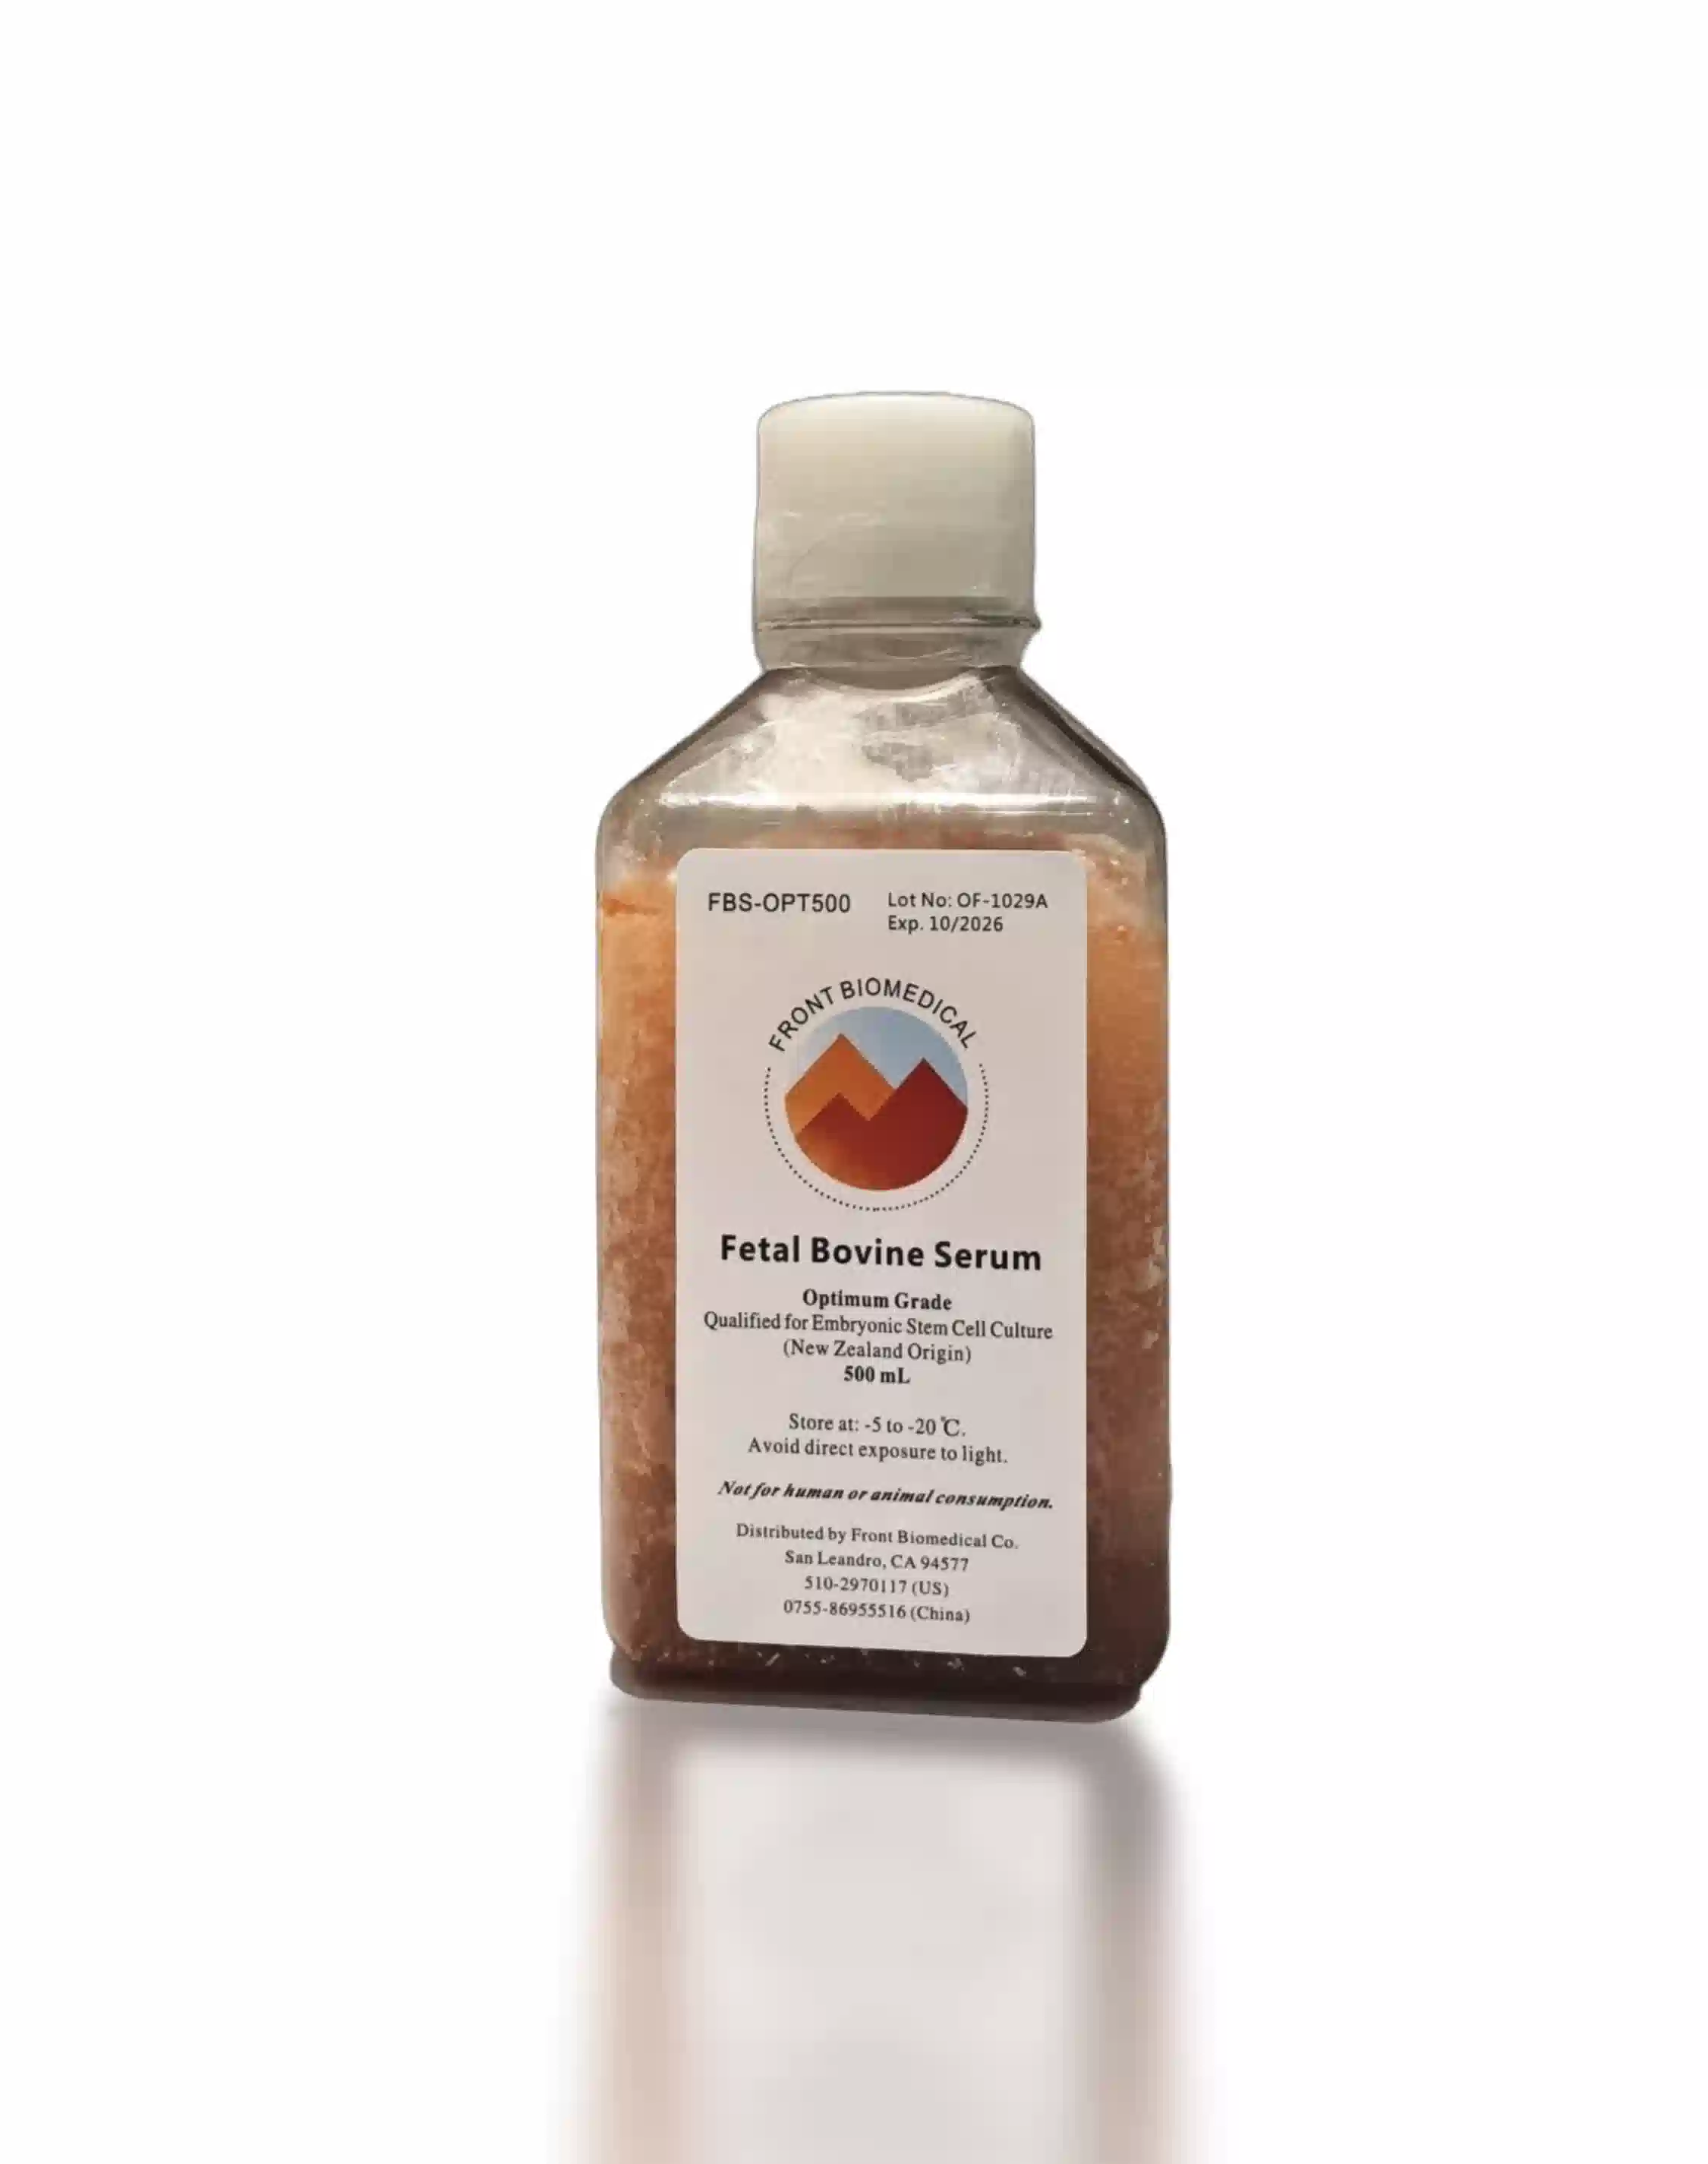 FBS-OPT500
Lot No: OF-1029A
Exp. 10/2026
FRONT BIOMEDICAL
Fetal Bovine Serum
Optimum Grade
Qualified for Embryonic Stem Cell Culture
(New Zealand Origin)
500 mL
Store at: -5 to -20 ℃.
Avoid direct exposure to light.
Not for human or animal consumption.
Distributed by Front Biomedical Co.
San Leandro, CA 94577
510-2970117 (US)
0755-86955516 (China)